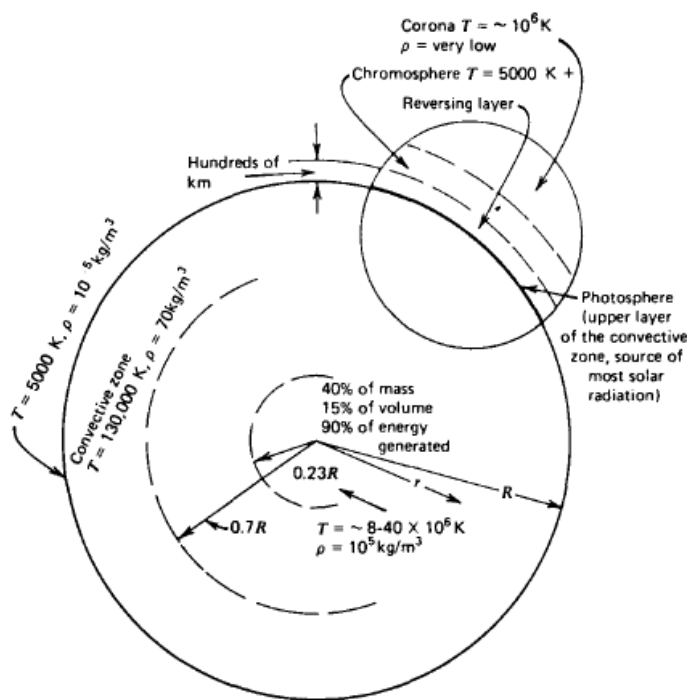 Corona T = ~ 10⁶K
ρ = very low
Chromosphere T = 5000 K +
Reversing layer
Hundreds of
km
T = 5000 K, ρ = 10⁻⁵kg/m³
Convective zone
T = 130,000 K, ρ = 70kg/m³
Photosphere
(upper layer
of the convective
zone, source of
most solar
radiation)
40% of mass
15% of volume
90% of energy
generated
0.23R
r
R
0.7R
T = ~ 8-40 X 10⁶K
ρ = 10⁵kg/m³